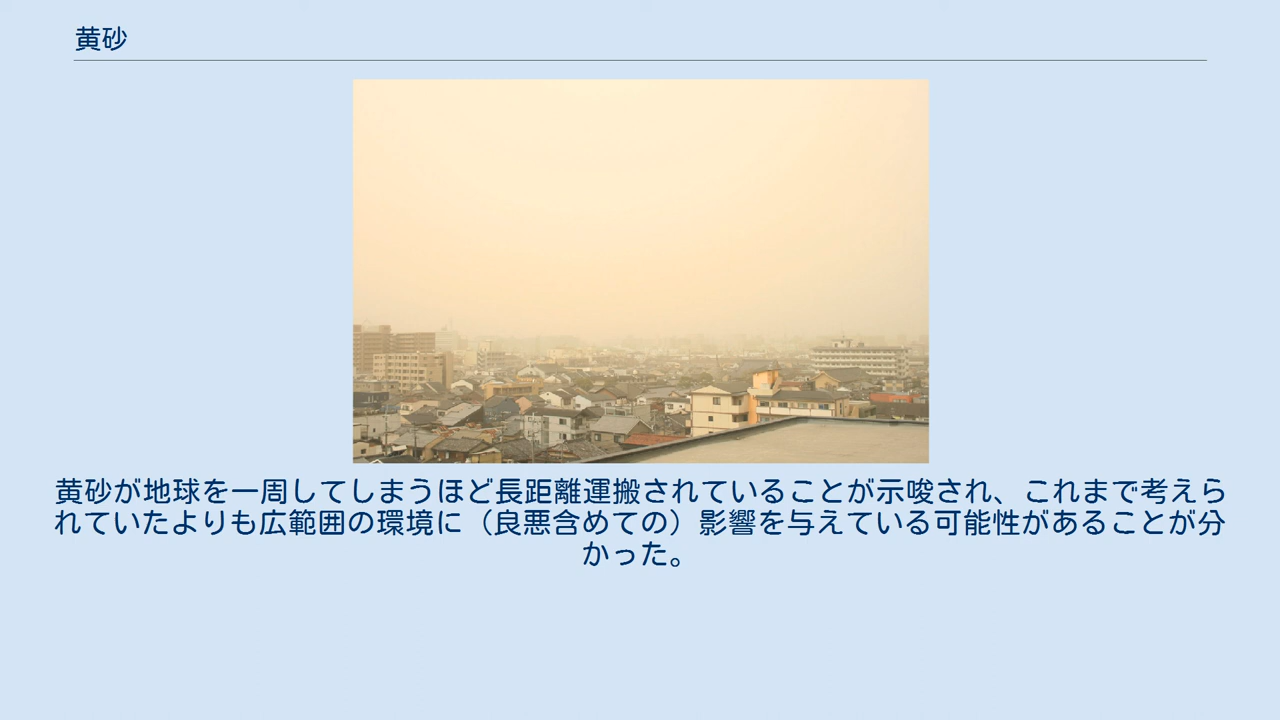 黄砂
黄砂が地球を一周してしまうほど長距離運搬されていることが示唆され、これまで考えら
れていたよりも広範囲の環境に（良悪含めての）影響を与えている可能性があることが分
かった。